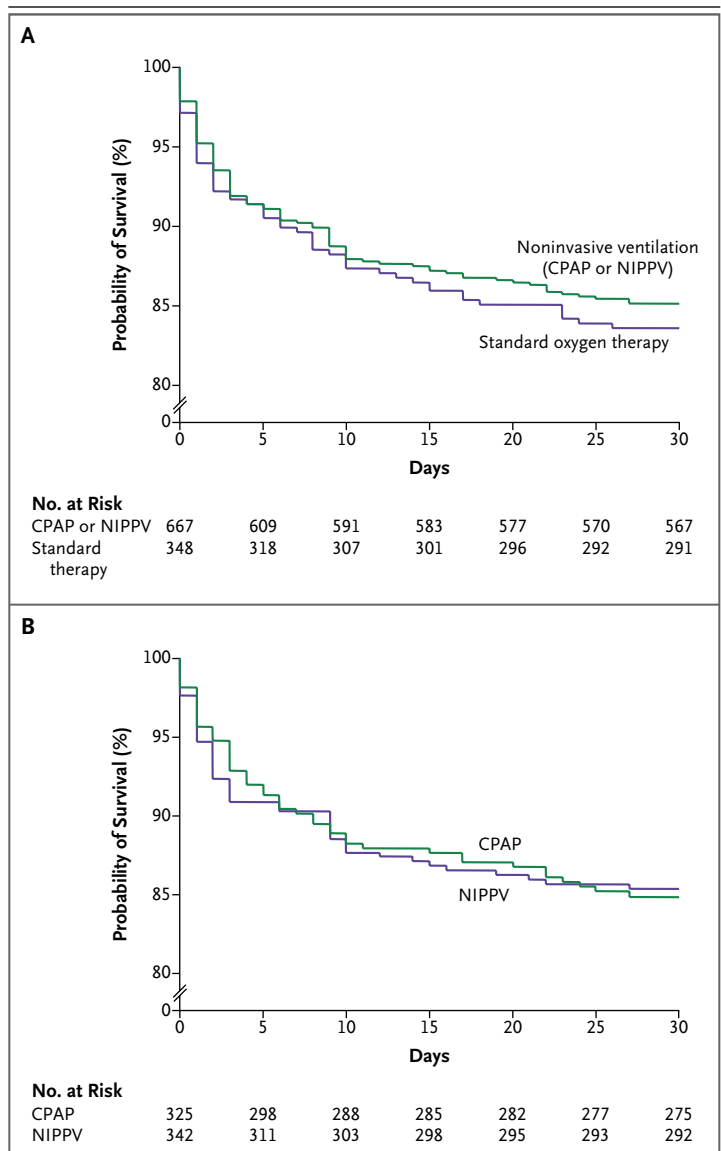 A
100
95
90
85
80
0
Probability of Survival (%)
Noninvasive ventilation
(CPAP or NIPPV)
Standard oxygen therapy
0 5 10 15 20 25 30
Days
No. at Risk
CPAP or NIPPV 667 609 591 583 577 570 567
Standard 348 318 307 301 296 292 291
therapy
B
100
95
90
85
80
0
Probability of Survival (%)
CPAP
NIPPV
0 5 10 15 20 25 30
Days
No. at Risk
CPAP 325 298 288 285 282 277 275
NIPPV 342 311 303 298 295 293 292